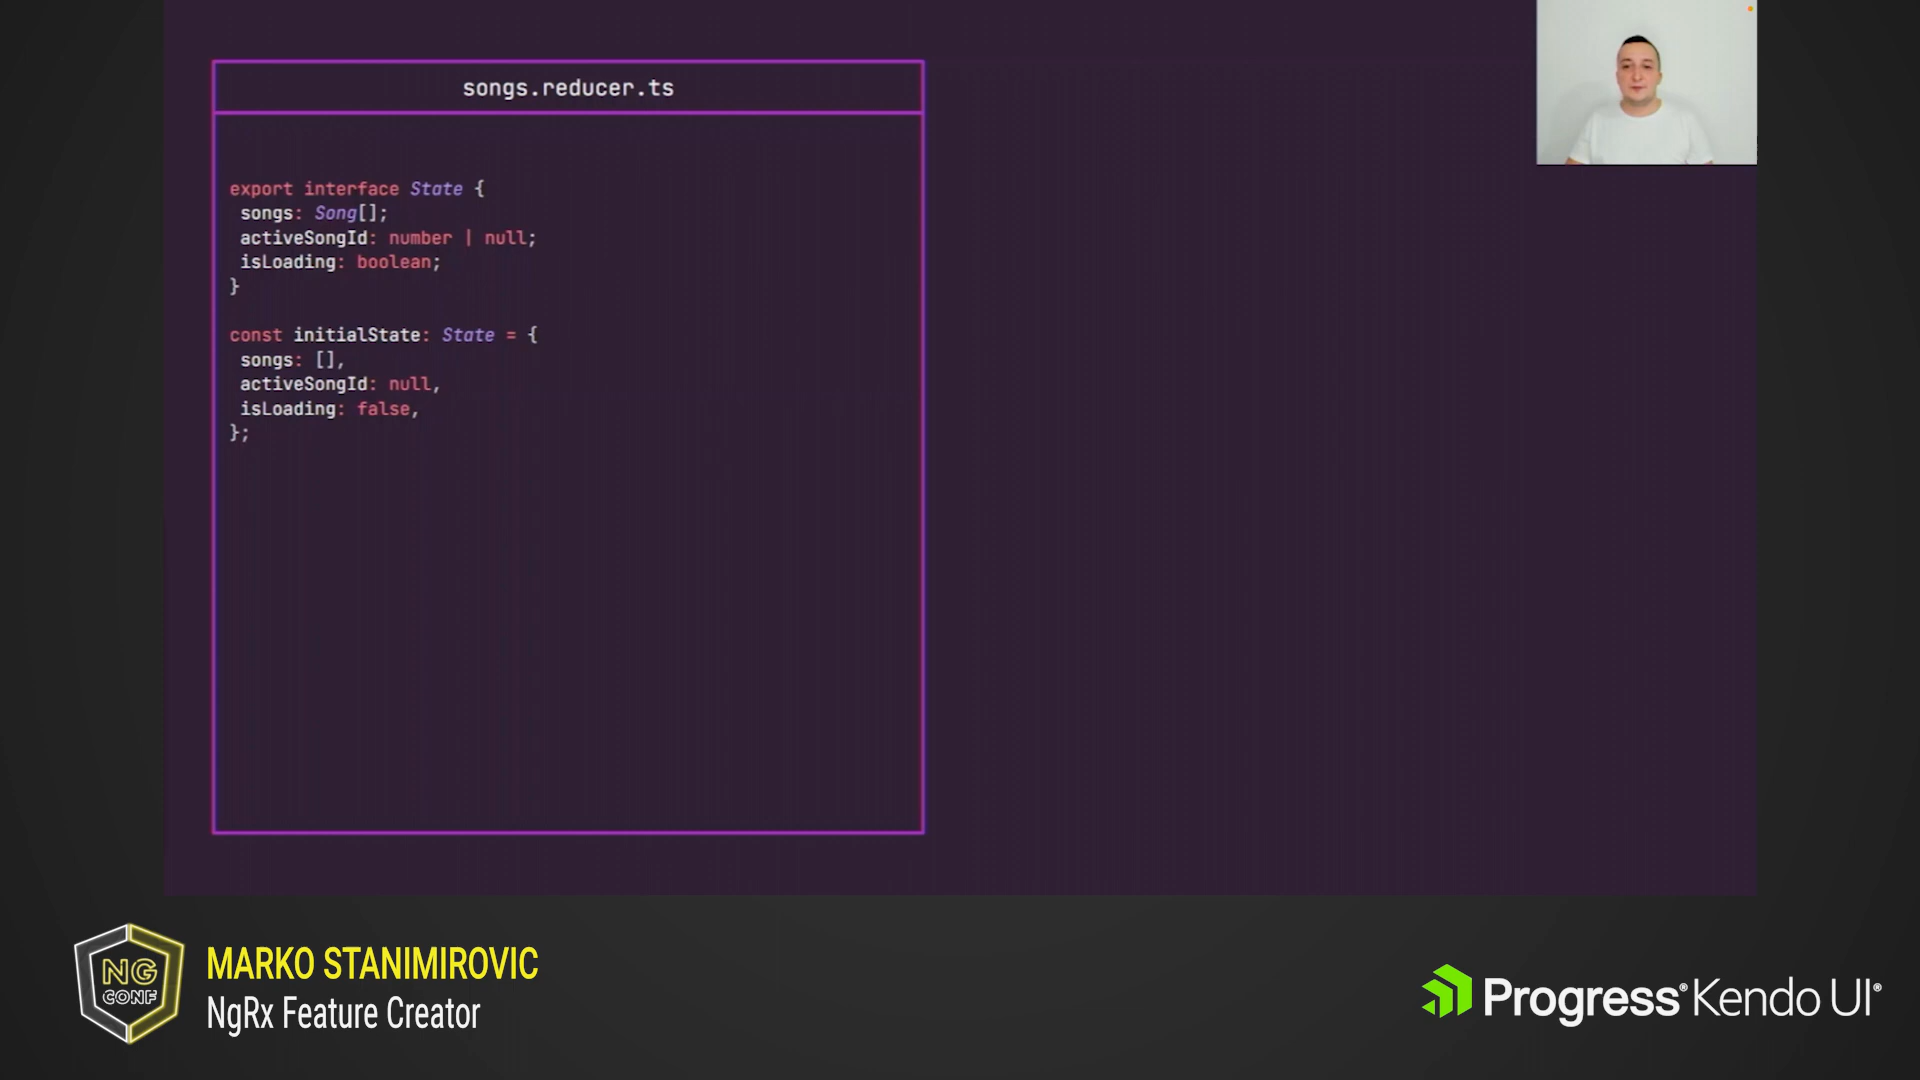 songs.reducer.ts
export interface State {
songs: Song[];
activeSongId: number | null;
isLoading: boolean;
}
const initialState: State = {
songs: [],
activeSongId: null,
isLoading: false,
};
NG
CONF
MARKO STANIMIROVIC
NgRx Feature Creator
Progress® Kendo UI®